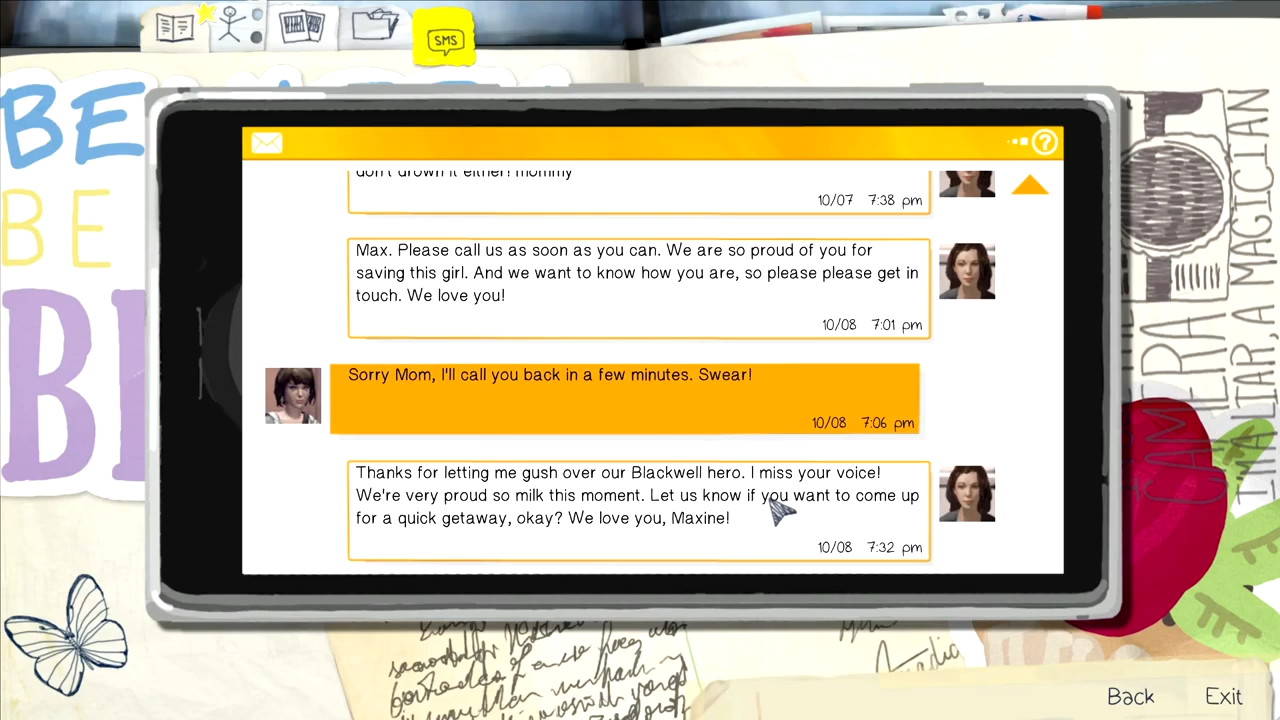 SMS
BE
BE
don't drown it either! mommy
10/07 7:38 pm
Max. Please call us as soon as you can. We are so proud of you for
saving this girl. And we want to know how you are, so please please get in
touch. We love you!
10/08 7:01 pm
Sorry Mom, I'll call you back in a few minutes. Swear!
10/08 7:06 pm
Thanks for letting me gush over our Blackwell hero. I miss your voice!
We're very proud so milk this moment. Let us know if you want to come up
for a quick getaway, okay? We love you, Maxine!
10/08 7:32 pm
CAMERA
LIAR, A MAGICIAN
Back
Exit